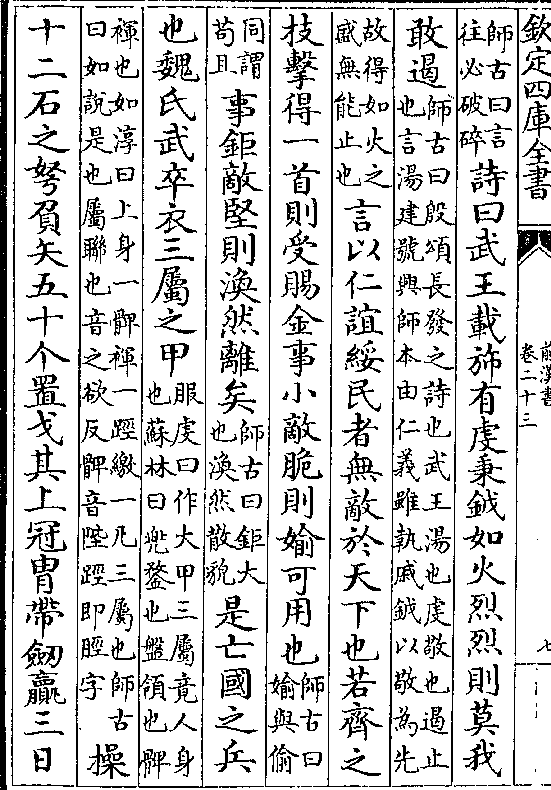 欽定四庫全書
前漢書
卷二十三
七
師古曰言
往必破碎
詩曰武王載斾有虔秉鉞如火烈烈則莫我
敢遏
師古曰殷頌長發之詩也武王湯也虔敬也遏止
也言湯建號興師本由仁義雖執戚鉞以敬為先
故得如火之
盛無能止也
言以仁誼綏民者無敵於天下也若齊之
技擊得一首則受賜金事小敵脆則婾可用也
師古曰
婾與偷
同謂
苟且
事鉅敵堅則渙然離矣
師古曰鉅大
也渙然散貌
是亡國之兵
也魏氏武卒衣三屬之甲
服虔曰作大甲三屬竟人身
也蘇林曰兠鍪也盤領也髀
褌也如淳曰上身一髀褌一踁繳一凡三屬也師古
曰如說是也屬聯也音之欲反髀音陛踁即脛字
操
十二石之弩負矢五十个置戈其上冠胄帶劒贏三日